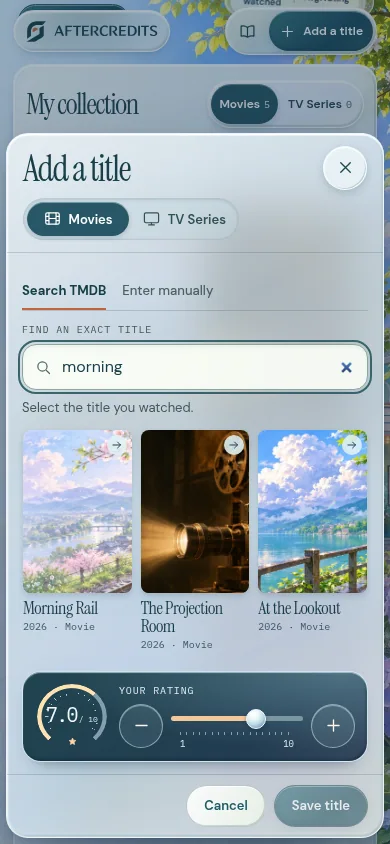 Watched
AFTERCREDITS
Add a title
My collection
Movies 5
TV Series 0
Add a title
Movies
TV Series
Search TMDB
Enter manually
FIND AN EXACT TITLE
morning
Select the title you watched.
Morning Rail
2026 · Movie
The Projection
Room
2026 · Movie
At the Lookout
2026 · Movie
7.0 / 10
YOUR RATING
1
10
Cancel
Save title